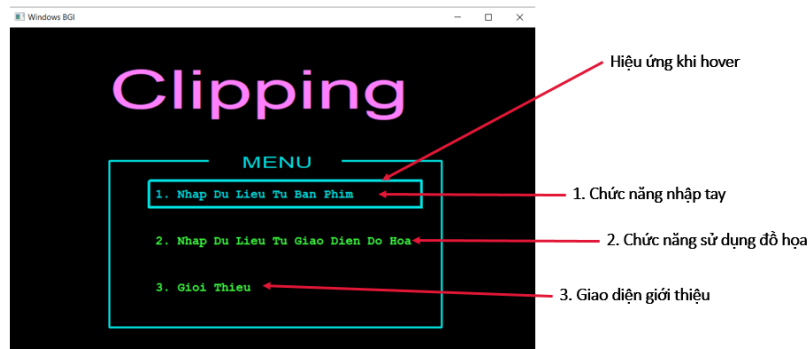 Windows BGI
Clipping
Hiệu ứng khi hover
MENU
1. Nhap Du Lieu Tu Ban Phim
1. Chức năng nhập tay
2. Nhap Du Lieu Tu Giao Dien Do Hoa
2. Chức năng sử dụng đồ họa
3. Gioi Thieu
3. Giao diện giới thiệu